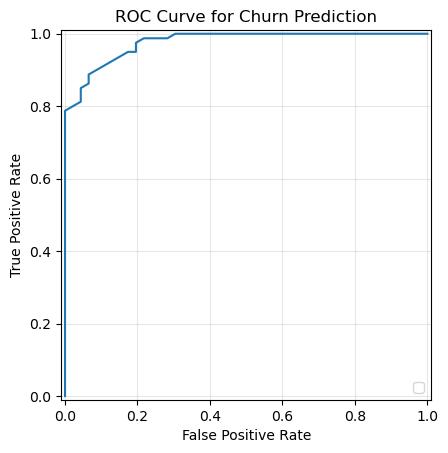 ROC Curve for Churn Prediction
1.0
0.8
0.6
0.4
0.2
0.0
True Positive Rate
0.0 0.2 0.4 0.6 0.8 1.0
False Positive Rate